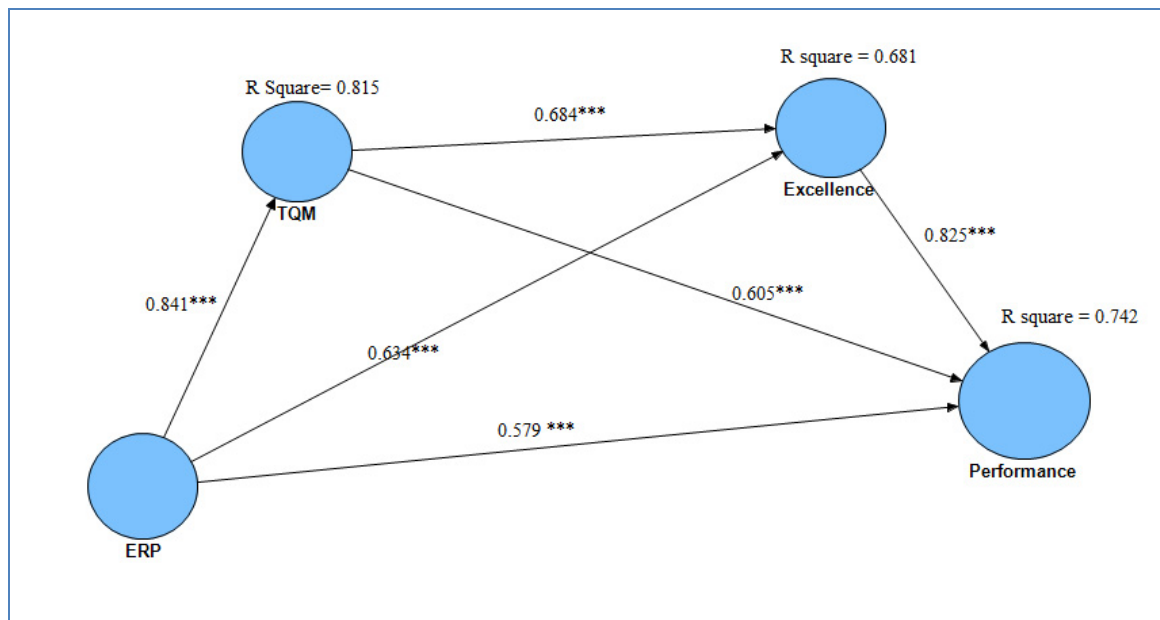 R square = 0.681
R Square= 0.815
0.684***
Excellence
TQM
0.825***
0.841***
0.605***
R square = 0.742
0.634***
0.579 ***
Performance
ERP